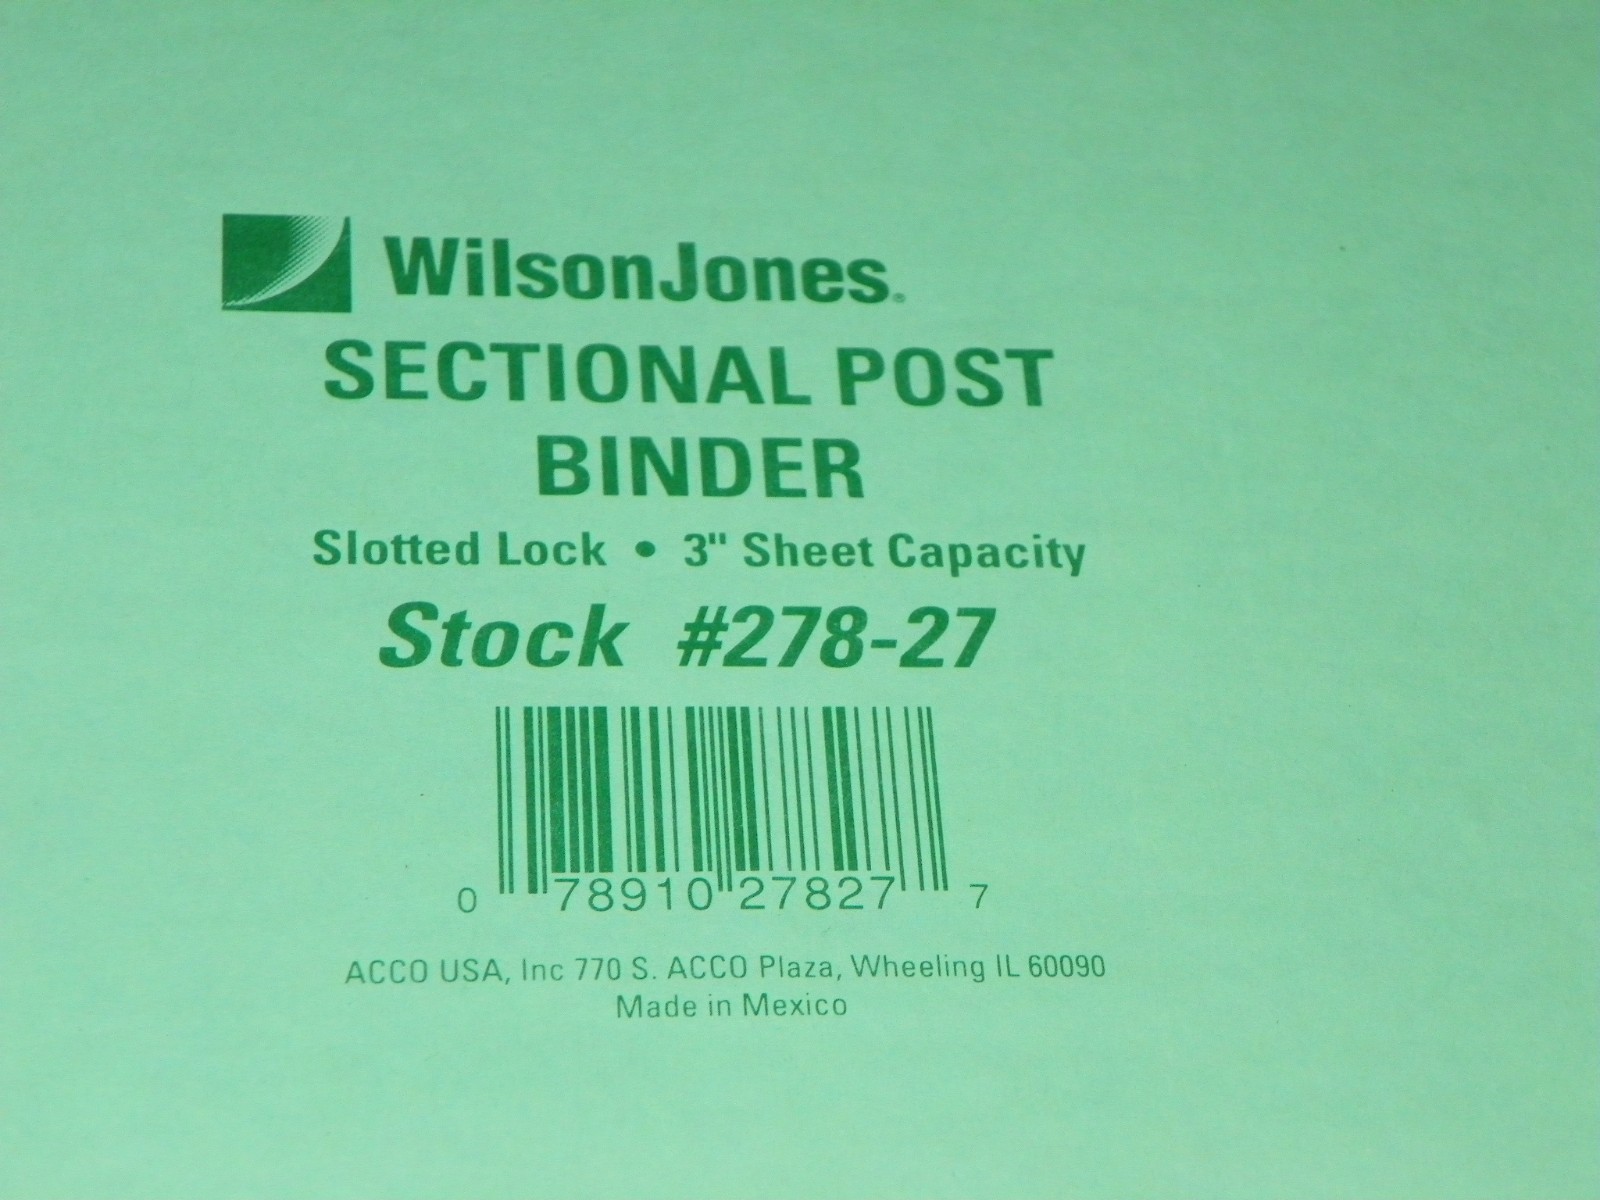 WilsonJones®
SECTIONAL POST
BINDER
Slotted Lock • 3" Sheet Capacity
Stock #278-27
0 78910 27827 7
ACCO USA, Inc 770 S. ACCO Plaza, Wheeling IL 60090
Made in Mexico